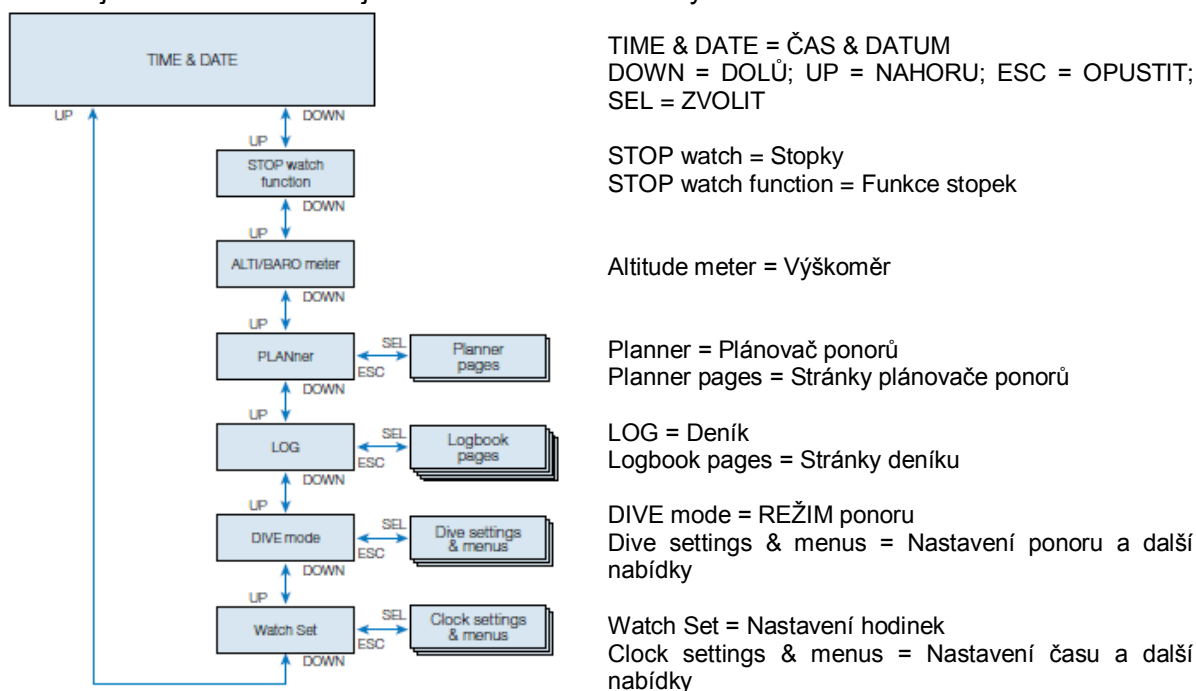 TIME & DATE
UP
DOWN
UP
STOP watch
function
DOWN
UP
ALTI/BARO meter
DOWN
UP
PLANner
SEL
ESC
Planner
pages
DOWN
UP
LOG
SEL
ESC
Logbook
pages
DOWN
UP
DIVE mode
SEL
ESC
Dive settings
& menus
DOWN
UP
Watch Set
SEL
ESC
Clock settings
& menus
DOWN
TIME & DATE = ČAS & DATUM
DOWN = DOLŮ; UP = NAHORU; ESC = OPUSTIT;
SEL = ZVOLIT
STOP watch = Stopky
STOP watch function = Funkce stopek
Altitude meter = Výškoměr
Planner = Plánovač ponorů
Planner pages = Stránky plánovače ponorů
LOG = Deník
Logbook pages = Stránky deníku
DIVE mode = REŽIM ponoru
Dive settings & menus = Nastavení ponoru a další
nabídky
Watch Set = Nastavení hodinek
Clock settings & menus = Nastavení času a další
nabídky